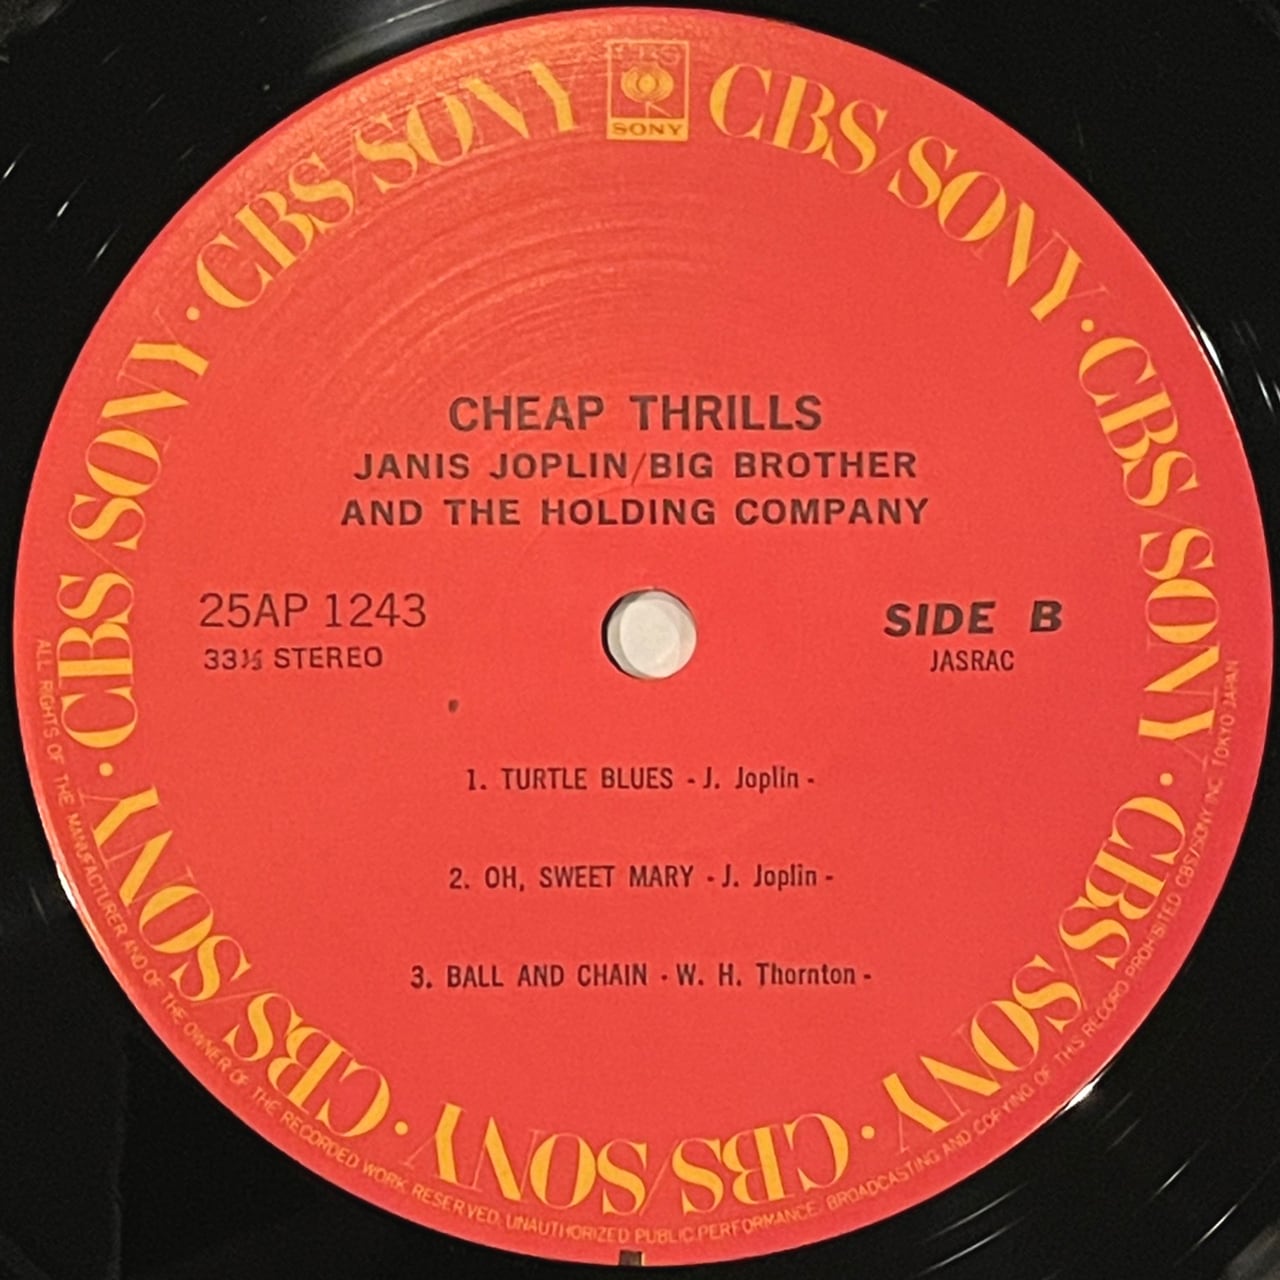 CBS
SONY
CBS/SONY · CBS/SONY · CBS/SONY · CBS/SONY · CBS/SONY · CBS/SONY · CBS/SONY
CHEAP THRILLS
JANIS JOPLIN/BIG BROTHER
AND THE HOLDING COMPANY
25AP 1243
33⅓ STEREO
SIDE B
JASRAC
1. TURTLE BLUES - J. Joplin -
2. OH, SWEET MARY - J. Joplin -
3. BALL AND CHAIN - W. H. Thornton -
ALL RIGHTS OF THE MANUFACTURER AND OF THE OWNER OF THE RECORDED WORK RESERVED. UNAUTHORIZED PUBLIC PERFORMANCE, BROADCASTING AND COPYING OF THIS RECORD PROHIBITED CBS/SONY INC. TOKYO JAPAN